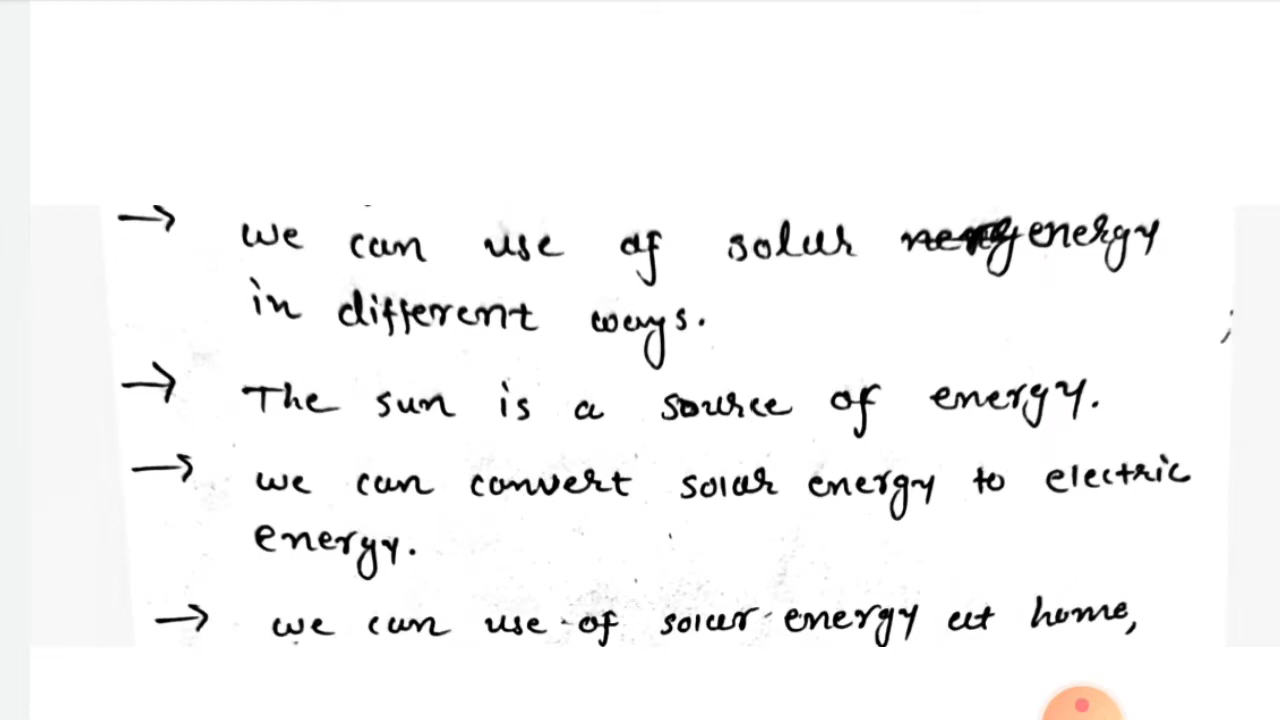 → we can use of solar energy
in different ways.
→ The sun is a source of energy.
→ we can convert solar energy to electric
energy.
→ we can use of solar energy at home,